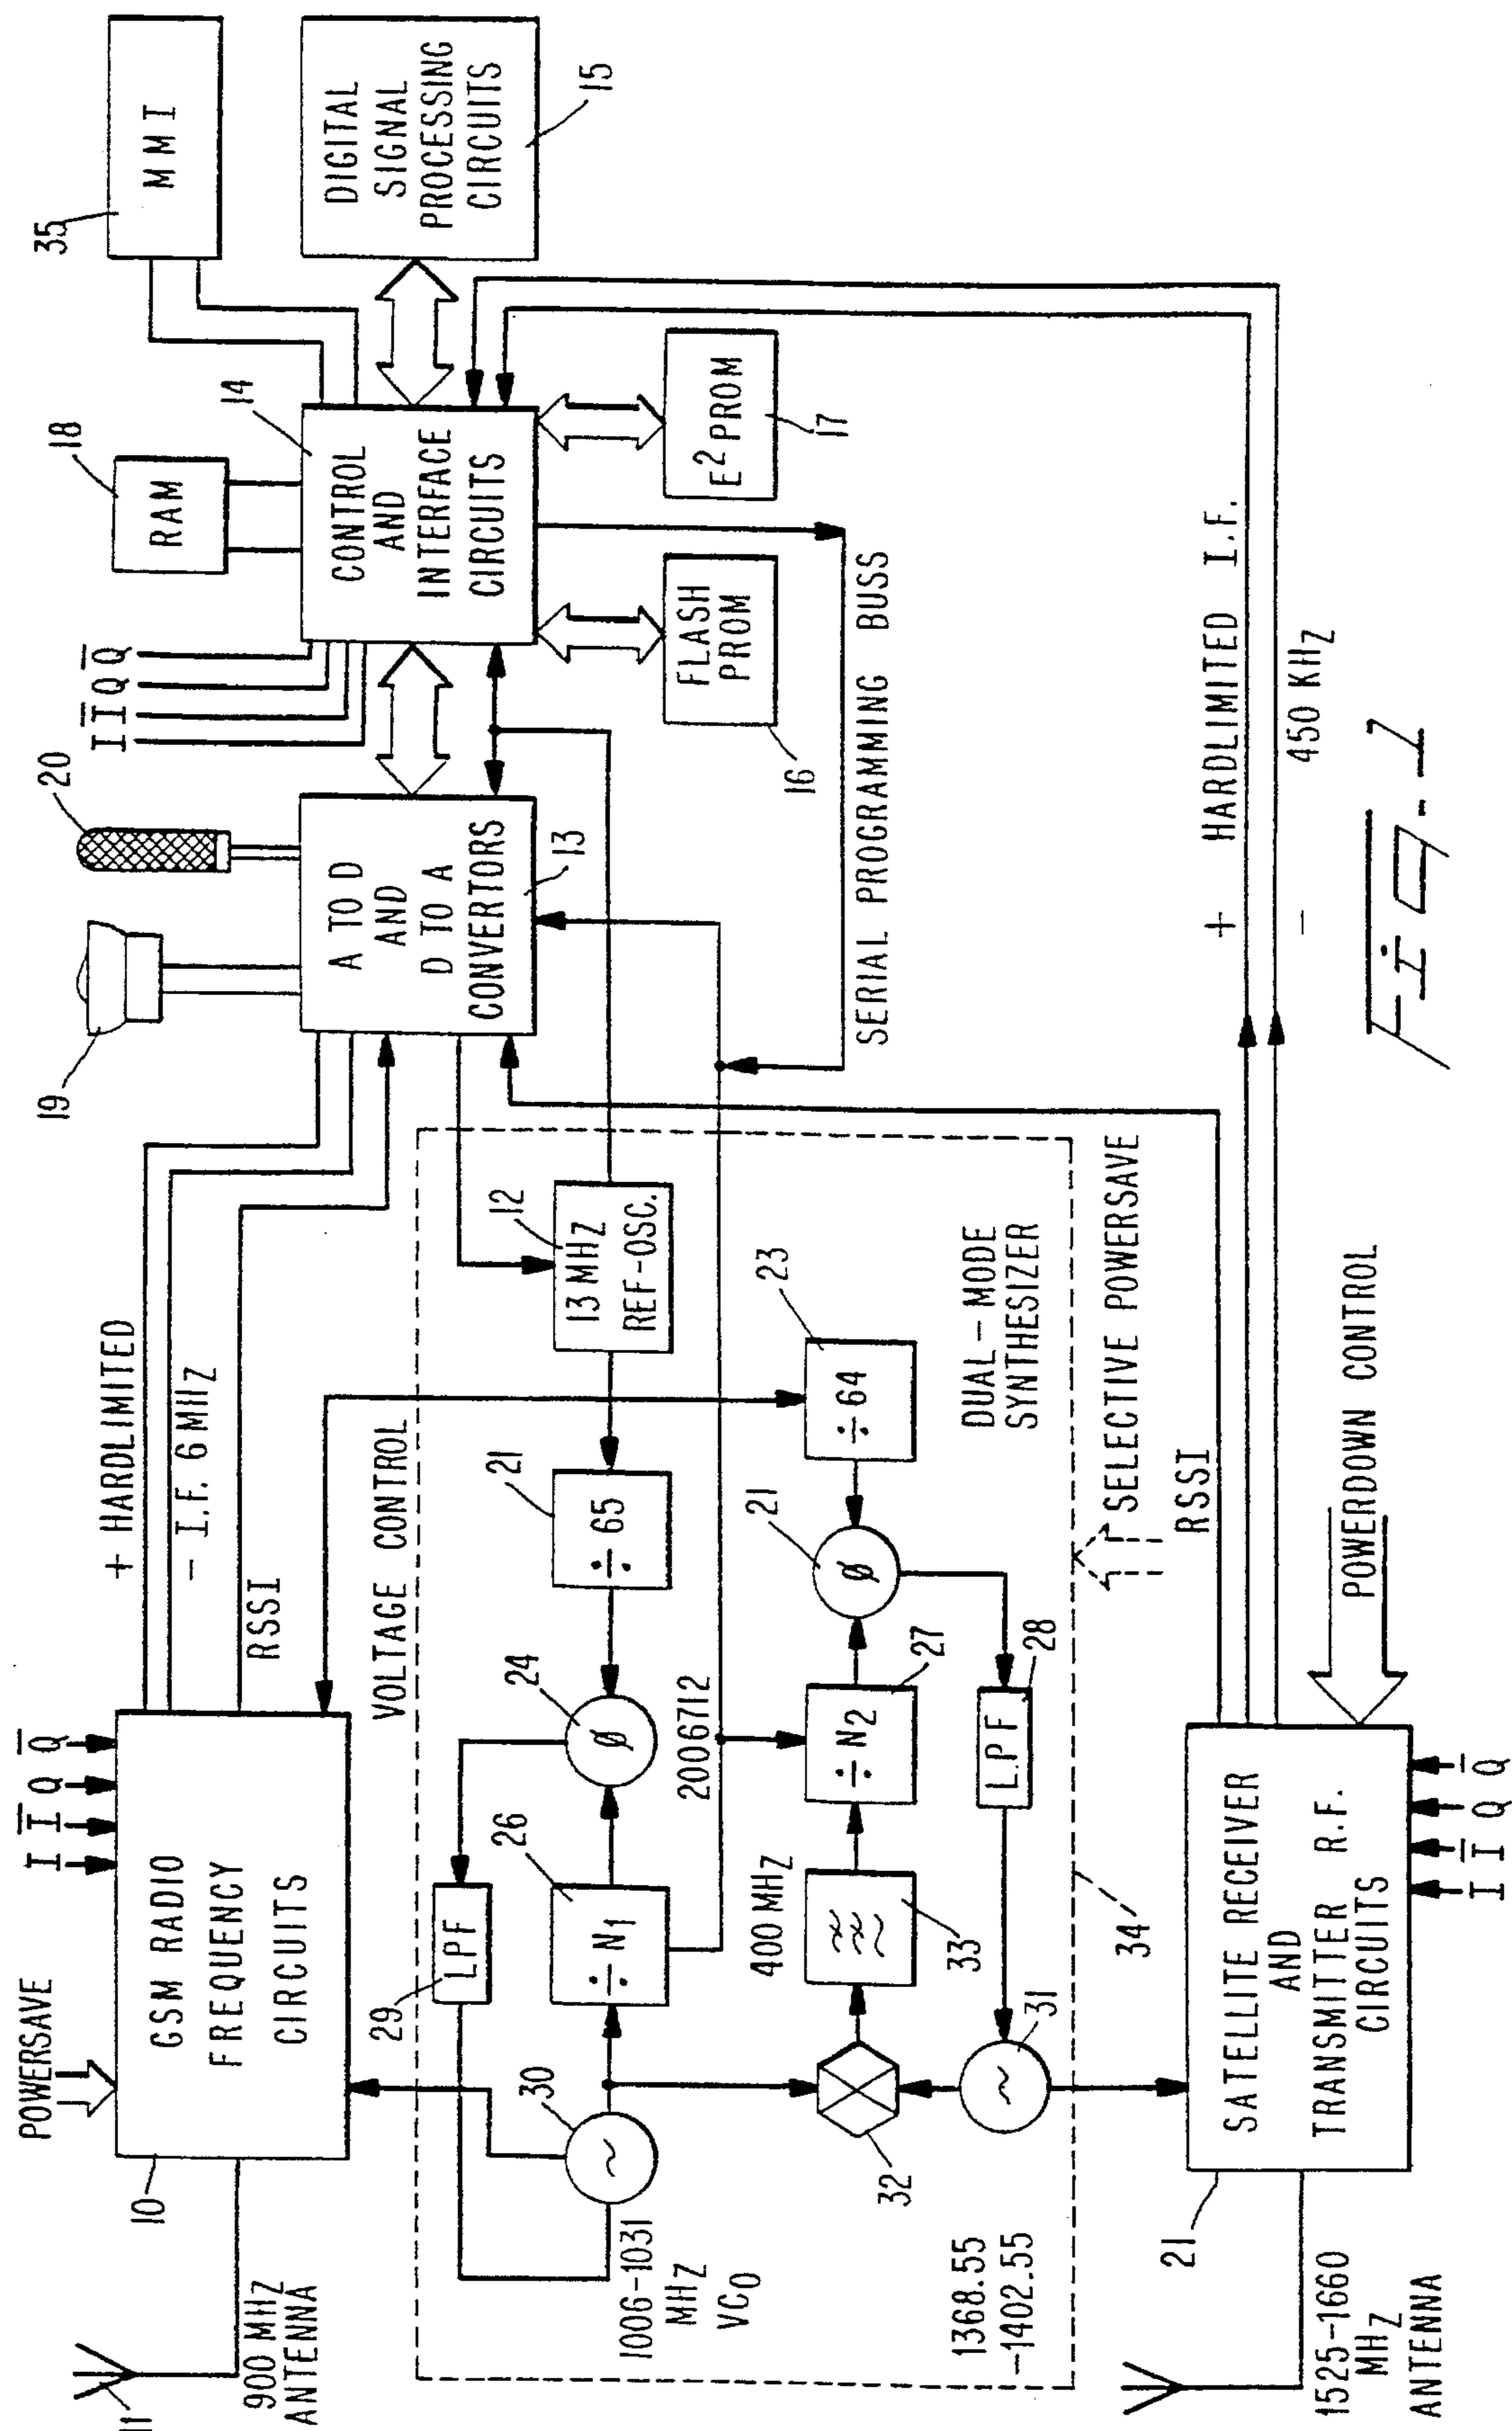 POWERSAVE
I I Q Q
10
GSM RADIO
FREQUENCY
CIRCUITS
11
900 MHZ
ANTENNA
+ HARDLIMITED
- I.F. 6MHZ
RSSI
VOLTAGE CONTROL
19
20
A TO D
AND
D TO A
CONVERTORS
13
I I Q Q
18
RAM
14
CONTROL
AND
INTERFACE
CIRCUITS
35
MMI
DIGITAL
SIGNAL
PROCESSING
CIRCUITS
15
FLASH
PROM
16
E2 PROM
17
SERIAL PROGRAMMING BUSS
12
13 MHZ
REF-OSC.
21
÷ 65
24
Ø
LPF
29
26
÷ N1
2006712
30
~
1006-1031
MHZ
VCO
23
÷ 64
21
Ø
27
÷ N2
LPF
28
400 MHZ
33
32
31
~
1368.55
-1402.55
DUAL-MODE
SYNTHESIZER
34
SELECTIVE POWERSAVE
RSSI
+ HARDLIMITED I.F.
- 450 KHZ
POWERDOWN CONTROL
SATELLITE RECEIVER
AND
TRANSMITTER R.F.
CIRCUITS
21
I I Q Q
1525-1660
MHZ
ANTENNA
Fig. 1